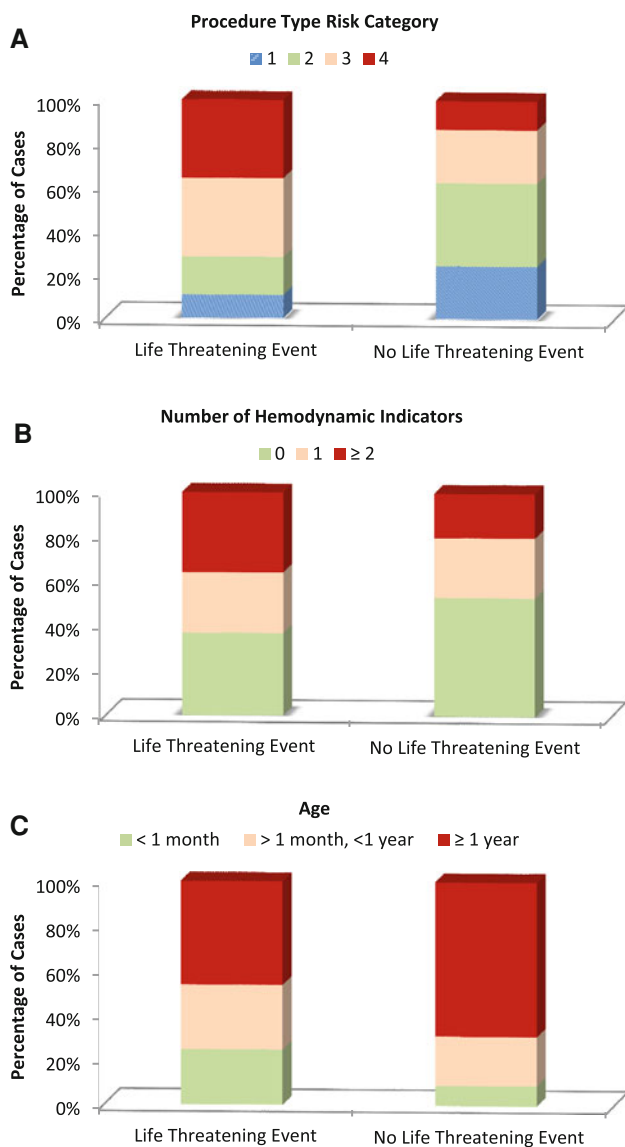 A
Procedure Type Risk Category
1 2 3 4
Percentage of Cases
100%
80%
60%
40%
20%
0%
Life Threatening Event No Life Threatening Event
B
Number of Hemodynamic Indicators
0 1 ≥ 2
Percentage of Cases
100%
80%
60%
40%
20%
0%
Life Threatening Event No Life Threatening Event
C
Age
< 1 month > 1 month, <1 year ≥ 1 year
Percentage of Cases
100%
80%
60%
40%
20%
0%
Life Threatening Event No Life Threatening Event